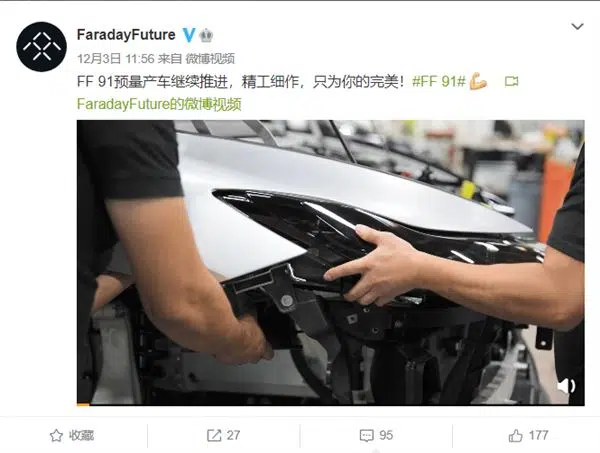 FaradayFuture
12月3日 11:56 来自 微博视频
FF 91预量产车继续推进，精工细作，只为你的完美！#FF 91#
FaradayFuture的微博视频
收藏
27
95
177